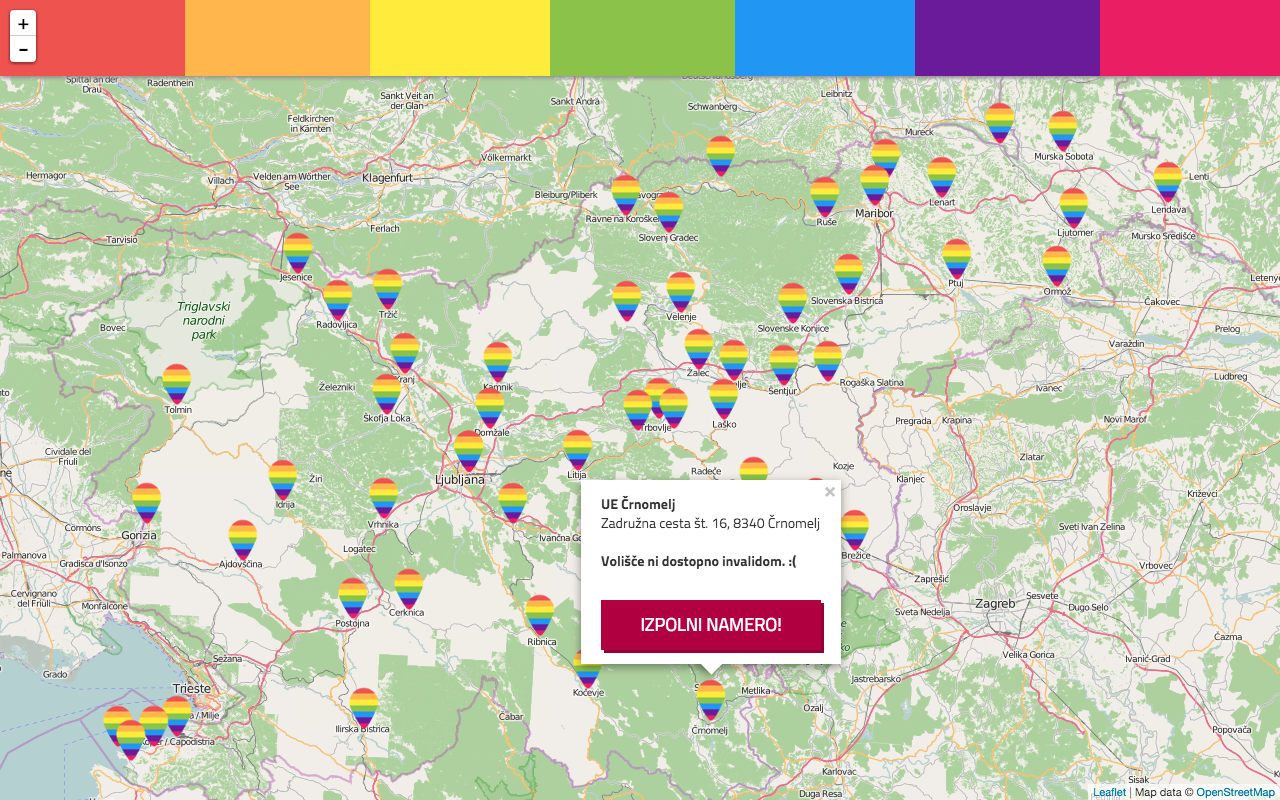 +
−
Spittal an der
Drau
Radenthein
Sankt Veit an
der Glan
Sankt Andrä
Schwanberg
Leibnitz
Feldkirchen
in Kärnten
Mureck
Murska Sobota
Völkermarkt
Hermagor
Villach
Velden am Wörther
See
Klagenfurt
Bleiburg/Pliberk
Lenti
Ravne na Koroškem
Ruše
Maribor
Lenart
Lendava
Ferlach
Slovenj Gradec
Ljutomer
Mursko Središće
Tarvisio
Jesenice
Ptuj
Ormož
Letenye
Triglavski
narodni
park
Bovec
Radovljica
Tržič
Velenje
Slovenska Bistrica
Slovenske Konjice
Čakovec
Prelog
Varaždin
Železniki
Kranj
Kamnik
Žalec
Šentjur
Rogaška Slatina
Ivanec
Ludbreg
Tolmin
Škofja Loka
Domžale
Trbovlje
Laško
Pregrada
Krapina
Novi Marof
Cividale del
Friuli
Žiri
Ljubljana
Litija
Radeče
Kozje
Zlatar
Klanjec
Križevci
Idrija
Vrhnika
Oroslavje
Cormòns
Gorizia
Logatec
Ivančna Go
Sveti Ivan Zelina
Palmanova
Gradisca d'Isonzo
Ajdovščina
Brežice
Vrbovec
Zaprešić
Cervignano
del Friuli
Monfalcone
Postojna
Cerknica
Sveta Nedelja
Zagreb
Sesvete
Dugo Selo
Ribnica
Čazma
Grado
Sežana
Velika Gorica
Ivanić-Grad
Trieste
Kočevje
Metlika
Jastrebarsko
Ozalj
/ Milje
Ilirska Bistrica
Čabar
Črnomelj
Popovača
Koper / Capodistria
Karlovac
Sisak
Duga Resa
UE Črnomelj
×
Zadružna cesta št. 16, 8340 Črnomelj
Volišče ni dostopno invalidom. :(
IZPOLNI NAMERO!
Leaflet | Map data © OpenStreetMap